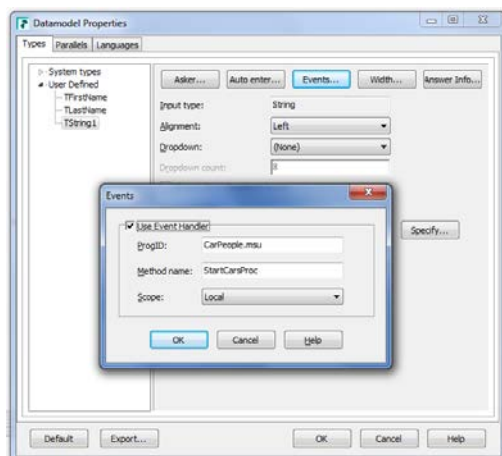 Datamodel Properties
Types Parallels Languages
System types
User Defined
TFirstName
TLastName
TString1
Asker... Auto enter... Events... Width... Answer Info...
Input type: String
Alignment: Left
Dropdown: (None)
Dropdown count: 8
Events
Use Event Handler
ProgID: CarPeople.msu
Method name: StartCarsProc
Scope: Local
OK Cancel Help
Specify...
Default Export... OK Cancel Help